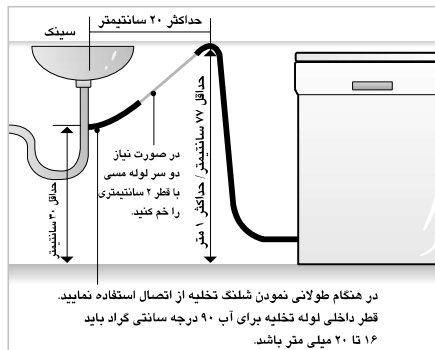 حداکثر ۲۰ سانتیمتر
سینک
در صورت نیاز
دو سر لوله مسی
با قطر ۲ سانتیمتری
را خم کنید.
حداقل ۷۷ سانتیمتر / حداکثر ۱ متر
حداقل ۳۰ سانتیمتر
در هنگام طولانی نمودن شلنگ تخلیه از اتصال استفاده نمایید.
قطر داخلی لوله تخلیه برای آب ۹۰ درجه سانتی گراد باید
۱۶ تا ۲۰ میلی متر باشد.